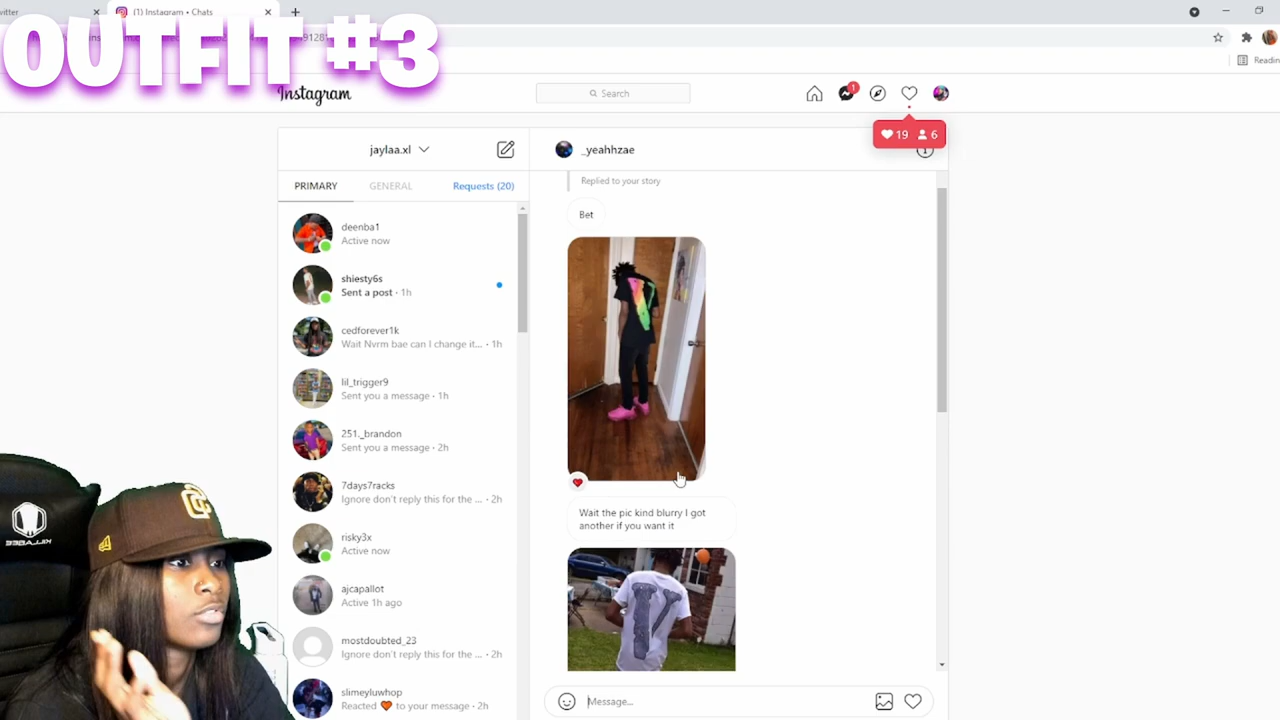 OUTFIT #3
(1) Instagram • Chats
Instagram
Search
1
19 6
Readin
jaylaa.xl
_yeahhzae
PRIMARY GENERAL Requests (20)
Replied to your story
Bet
deenba1
Active now
shiesty6s
Sent a post · 1h
cedforever1k
Wait Nvrm bae can I change it... · 1h
lil_trigger9
Sent you a message · 1h
251._brandon
Sent you a message · 2h
7days7racks
Ignore don't reply this for the ... · 2h
risky3x
Active now
ajcapallot
Active 1h ago
mostdoubted_23
Ignore don't reply this for the ... · 2h
slimeyluwhop
Reacted 🧡 to your message · 2h
Wait the pic kind blurry I got
another if you want it
V
Message...